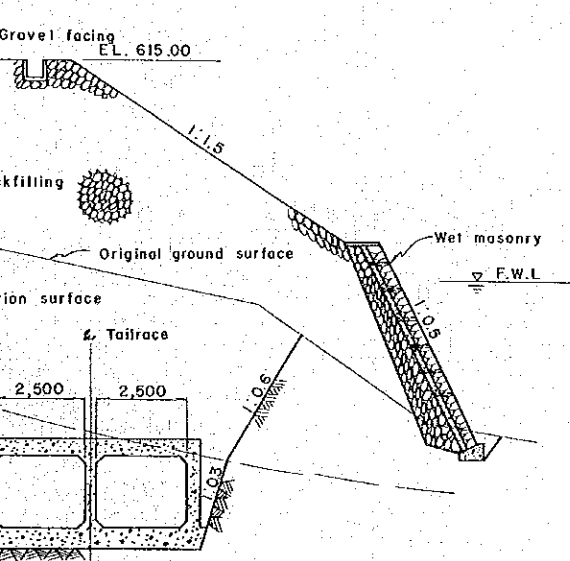 Gravel facing
EL. 615.00
1:1.5
ckfilling
Wet masonry
Original ground surface
F.W.L
tion surface
1:0.5
℄ Tailrace
2,500
2,500
1:0.6
1:0.3